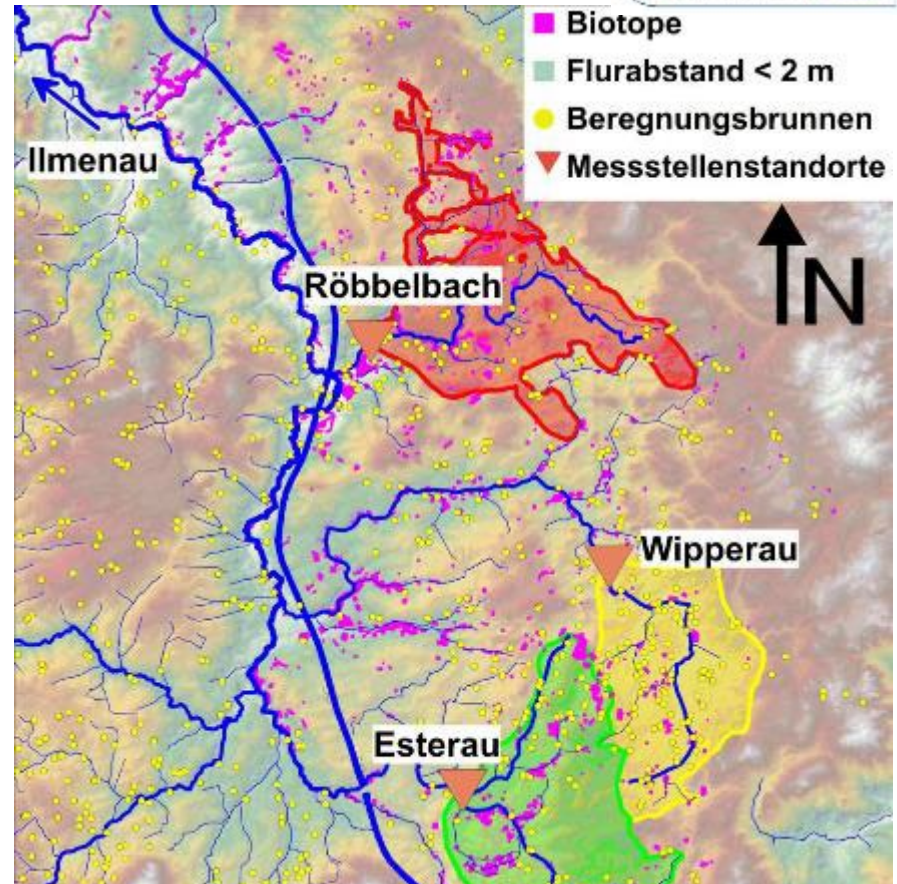 Biotope
Flurabstand < 2 m
Beregnungsbrunnen
Messstellenstandorte
Ilmenau
N
Röbbelbach
Wipperau
Esterau